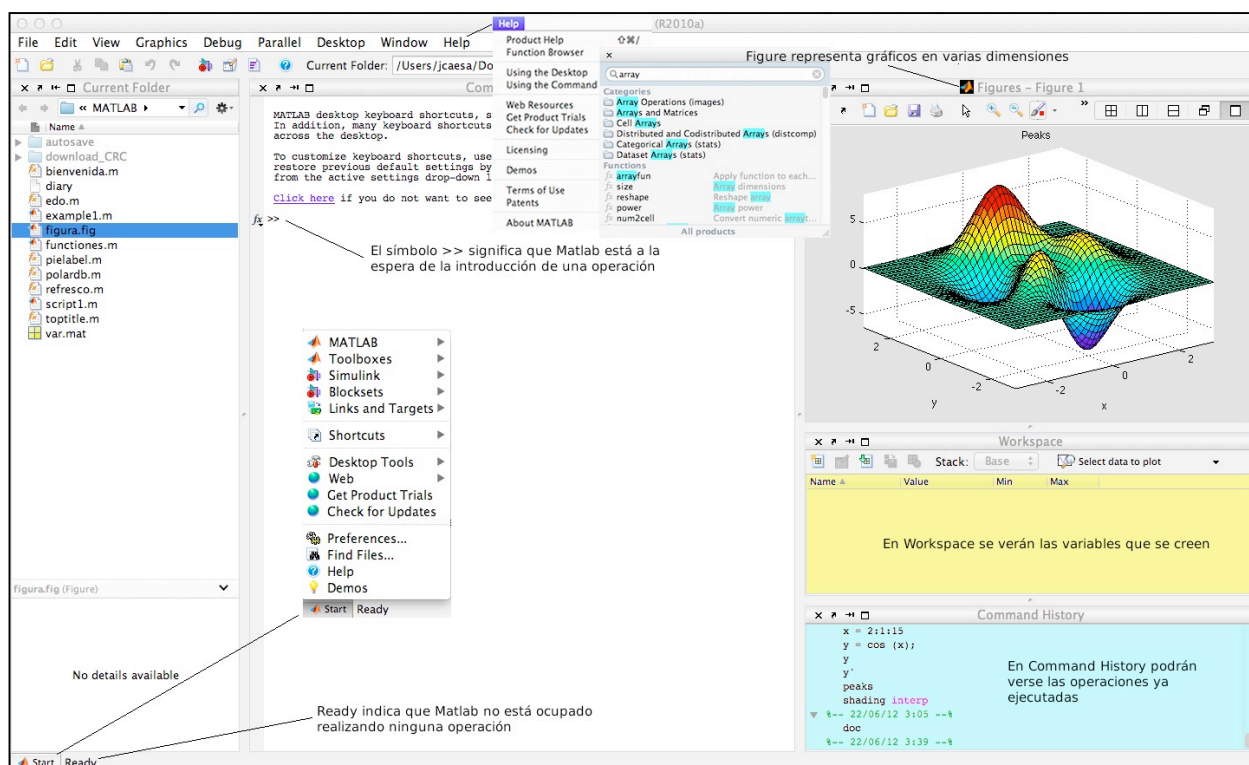 (R2010a)
File Edit View Graphics Debug Parallel Desktop Window Help
Current Folder: /Users/jcaesa/Do
Current Folder
« MATLAB
Name
autosave
download_CRC
bienvenida.m
diary
edo.m
example1.m
figura.fig
functiones.m
pielabel.m
polardb.m
refresco.m
script1.m
toptitle.m
var.mat
figura.fig (Figure)
No details available
Com
MATLAB desktop keyboard shortcuts, s
In addition, many keyboard shortcuts
across the desktop.
To customize keyboard shortcuts, use
restore previous default settings by
from the active settings drop-down l
Click here if you do not want to see
fx >>
El símbolo >> significa que Matlab está a la
espera de la introducción de una operación
Help
Product Help ⇧⌘/
Function Browser
Using the Desktop
Using the Command
Web Resources
Get Product Trials
Check for Updates
Licensing
Demos
Terms of Use
Patents
About MATLAB
array
Categories
Array Operations (images)
Arrays and Matrices
Cell Arrays
Distributed and Codistributed Arrays (distcomp)
Categorical Arrays (stats)
Dataset Arrays (stats)
Functions
fx arrayfun Apply function to each...
fx size Array dimensions
fx reshape Reshape array
fx power Array power
fx num2cell Convert numeric arrayt...
All products
MATLAB
Toolboxes
Simulink
Blocksets
Links and Targets
Shortcuts
Desktop Tools
Web
Get Product Trials
Check for Updates
Preferences...
Find Files...
Help
Demos
Start Ready
Ready indica que Matlab no está ocupado
realizando ninguna operación
Figure representa gráficos en varias dimensiones
Figures - Figure 1
Peaks
5
0
-5
2
0
-2
y
-2
0
2
x
Workspace
Stack: Base Select data to plot
Name Value Min Max
En Workspace se verán las variables que se creen
Command History
x = 2:1:15
y = cos (x);
y
y'
peaks
shading interp
%-- 22/06/12 3:05 --%
doc
%-- 22/06/12 3:39 --%
En Command History podrán
verse las operaciones ya
ejecutadas
Start Ready